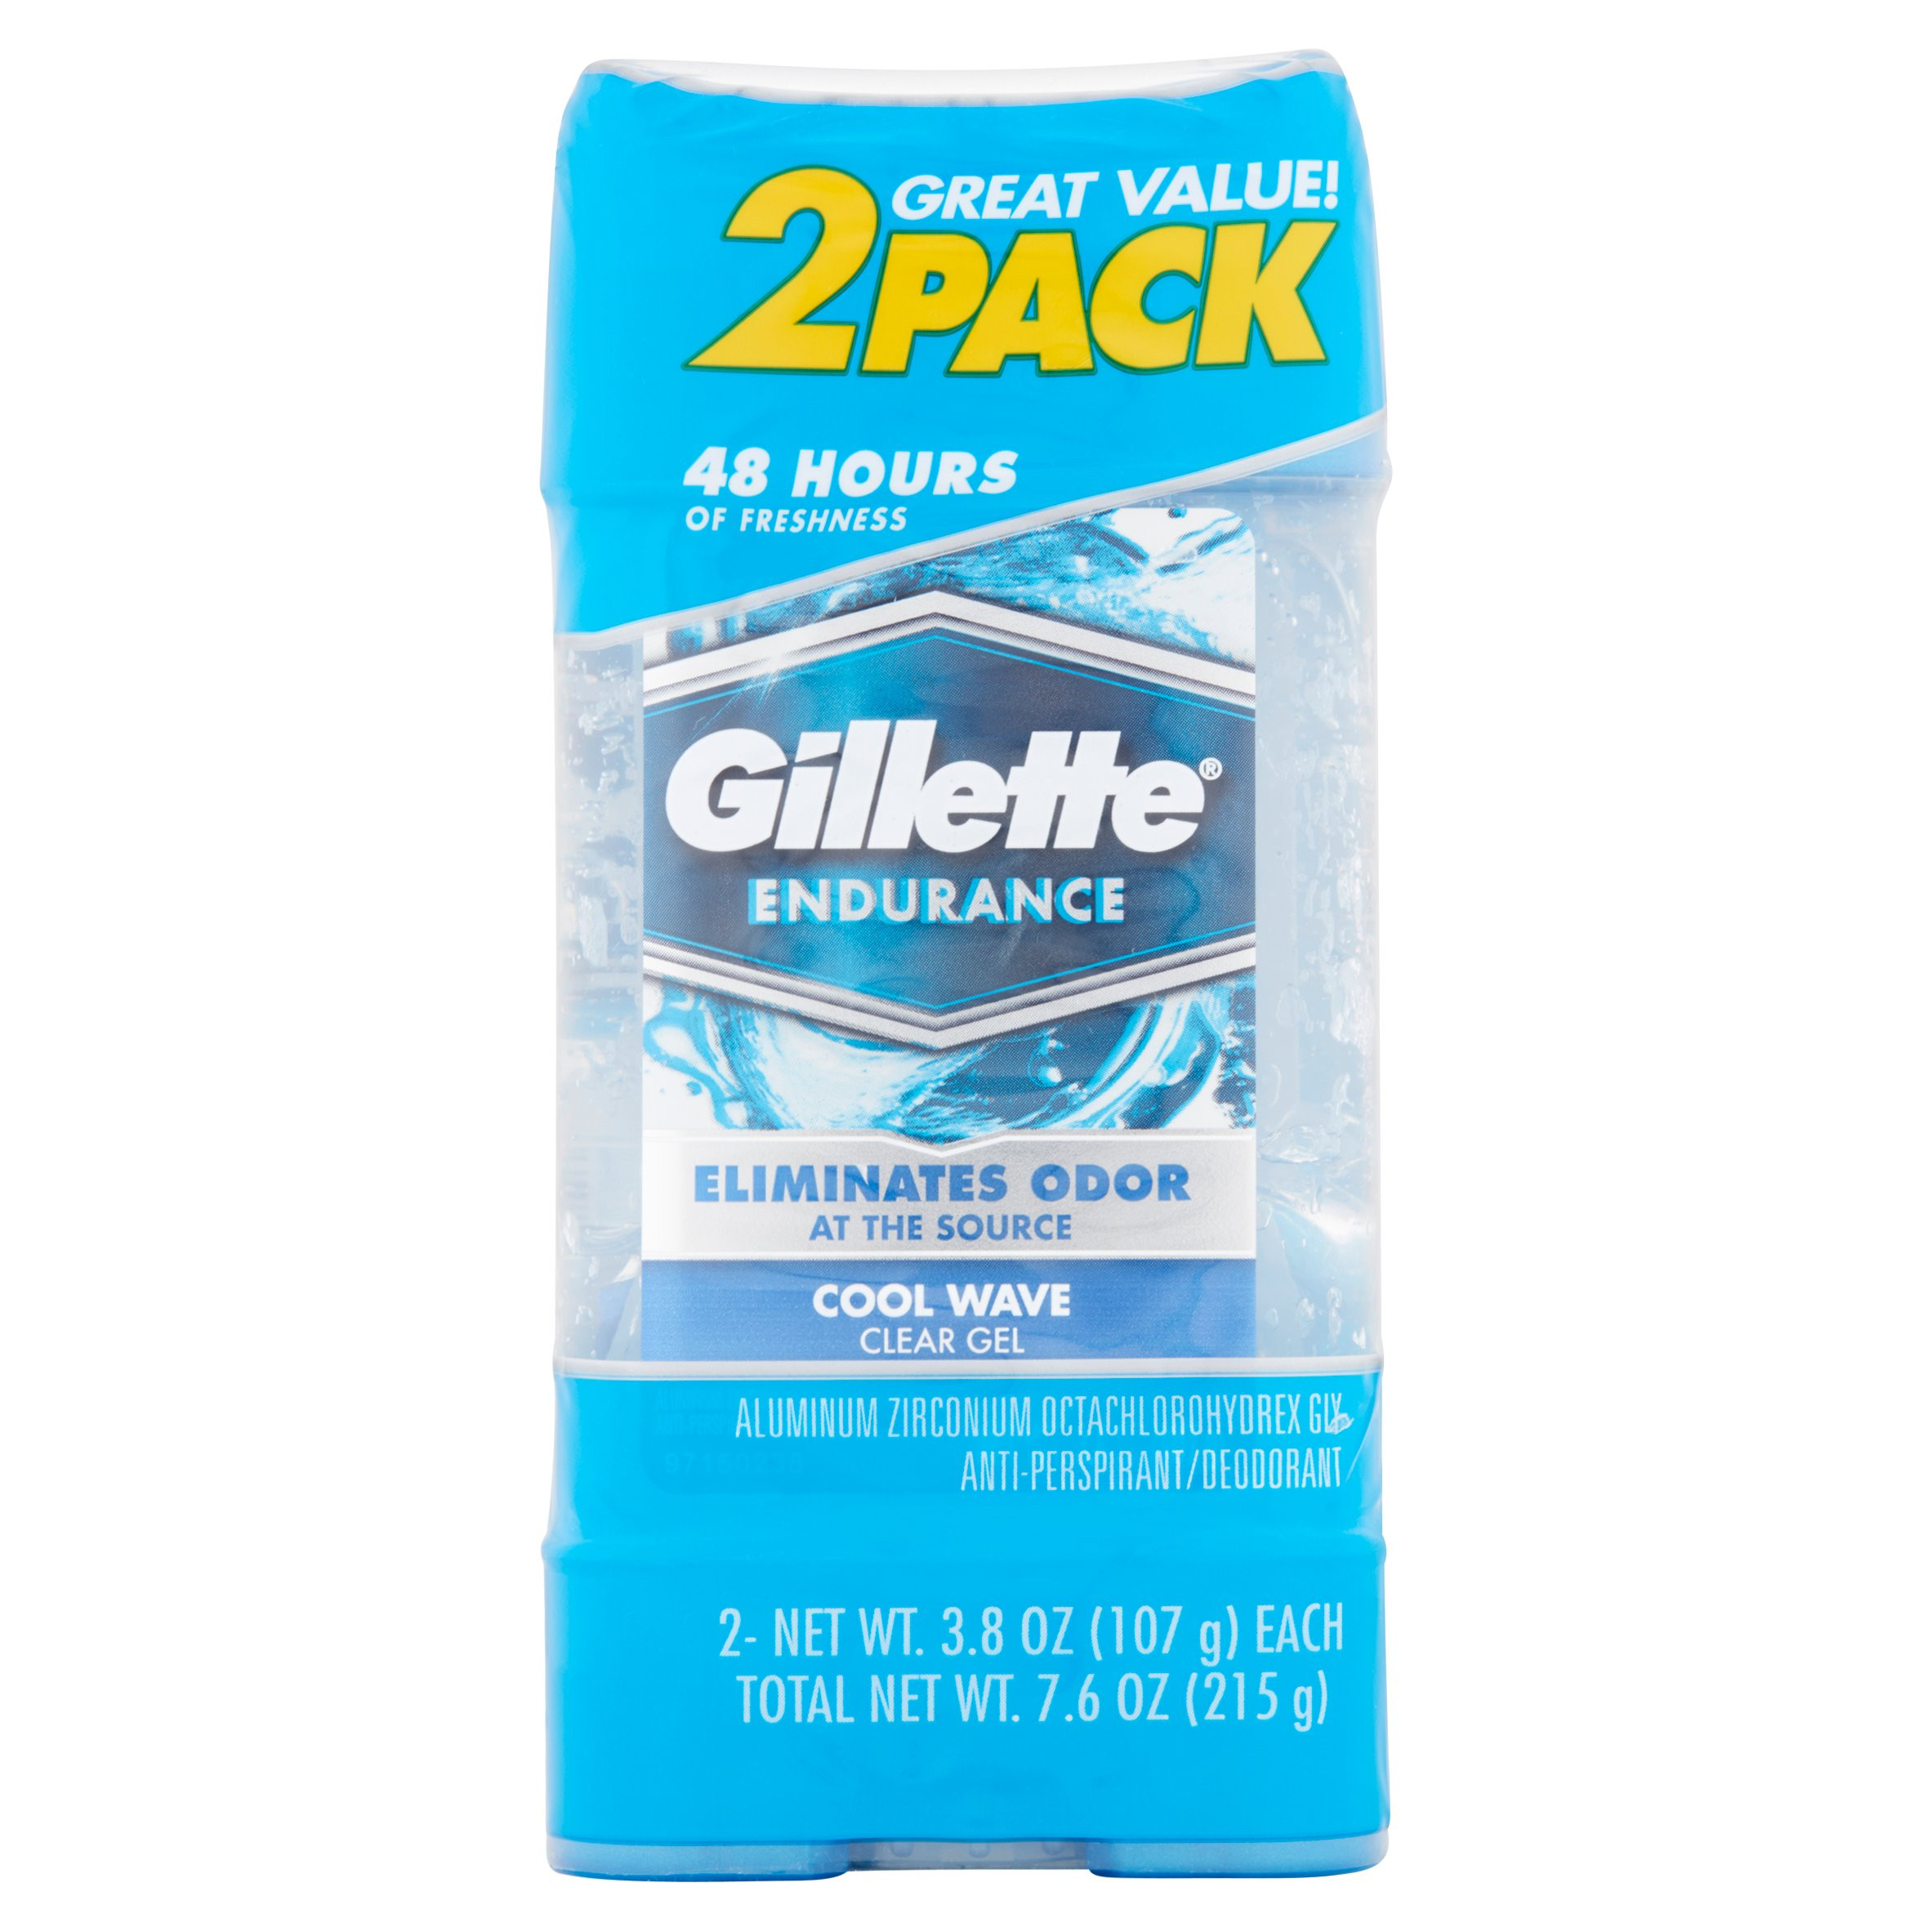 GREAT VALUE!
2PACK
48 HOURS
OF FRESHNESS
Gillette®
ENDURANCE
ELIMINATES ODOR
AT THE SOURCE
COOL WAVE
CLEAR GEL
ALUMINUM ZIRCONIUM OCTACHLOROHYDREX GLY
ANTI-PERSPIRANT/DEODORANT
2- NET WT. 3.8 OZ (107 g) EACH
TOTAL NET WT. 7.6 OZ (215 g)